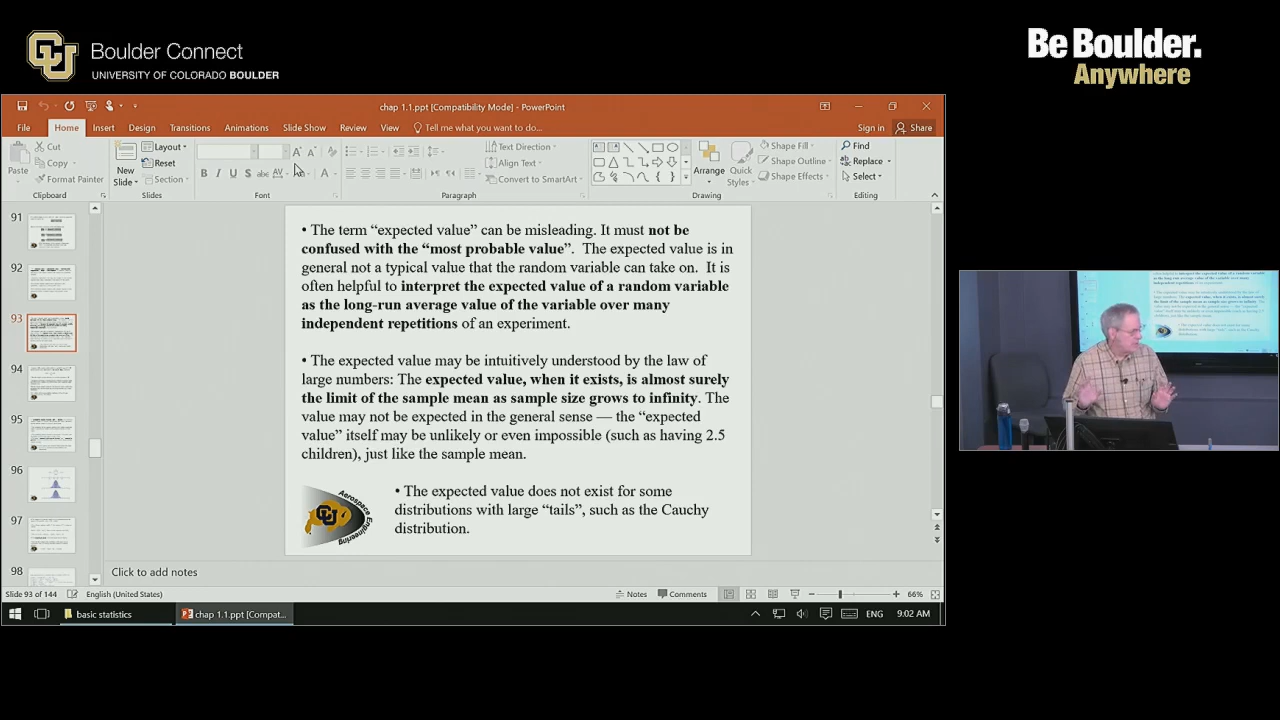 CU
Boulder Connect
UNIVERSITY OF COLORADO BOULDER
Be Boulder.
Anywhere
chap 1.1.ppt [Compatibility Mode] - PowerPoint
File
Home
Insert
Design
Transitions
Animations
Slide Show
Review
View
Tell me what you want to do...
Sign in
Share
Paste
Cut
Copy
Format Painter
Clipboard
New Slide
Layout
Reset
Section
Slides
B I U S abc AV A
Font
Text Direction
Align Text
Convert to SmartArt
Paragraph
Arrange
Quick Styles
Shape Fill
Shape Outline
Shape Effects
Drawing
Find
Replace
Select
Editing
91
92
93
94
95
96
97
98
• The term “expected value” can be misleading. It must not be
confused with the “most probable value”. The expected value is in
general not a typical value that the random variable can take on. It is
often helpful to interpret the expected value of a random variable
as the long-run average value of the variable over many
independent repetitions of an experiment.
• The expected value may be intuitively understood by the law of
large numbers: The expected value, when it exists, is almost surely
the limit of the sample mean as sample size grows to infinity. The
value may not be expected in the general sense — the “expected
value” itself may be unlikely or even impossible (such as having 2.5
children), just like the sample mean.
• The expected value does not exist for some
distributions with large “tails”, such as the Cauchy
distribution.
Aerospace
CU
Engineering
Click to add notes
Slide 93 of 144
English (United States)
Notes
Comments
66%
basic statistics
chap 1.1.ppt [Compat...
ENG
9:02 AM